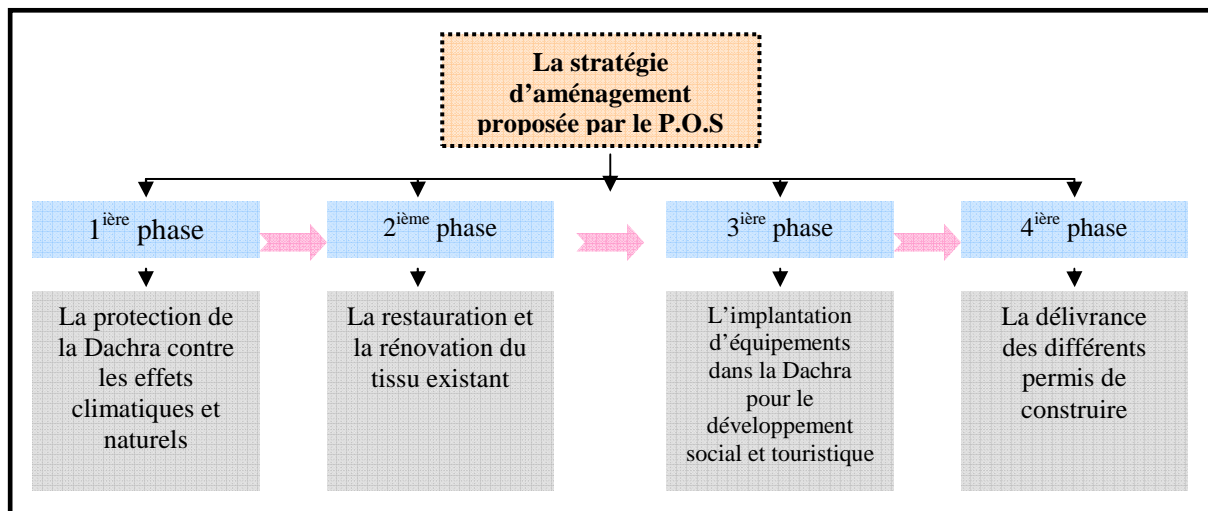 La stratégie
d’aménagement
proposée par le P.O.S
1ière phase
2ième phase
3ière phase
4ière phase
La protection de
la Dachra contre
les effets
climatiques et
naturels
La restauration et
la rénovation du
tissu existant
L’implantation
d’équipements
dans la Dachra
pour le
développement
social et touristique
La délivrance
des différents
permis de
construire